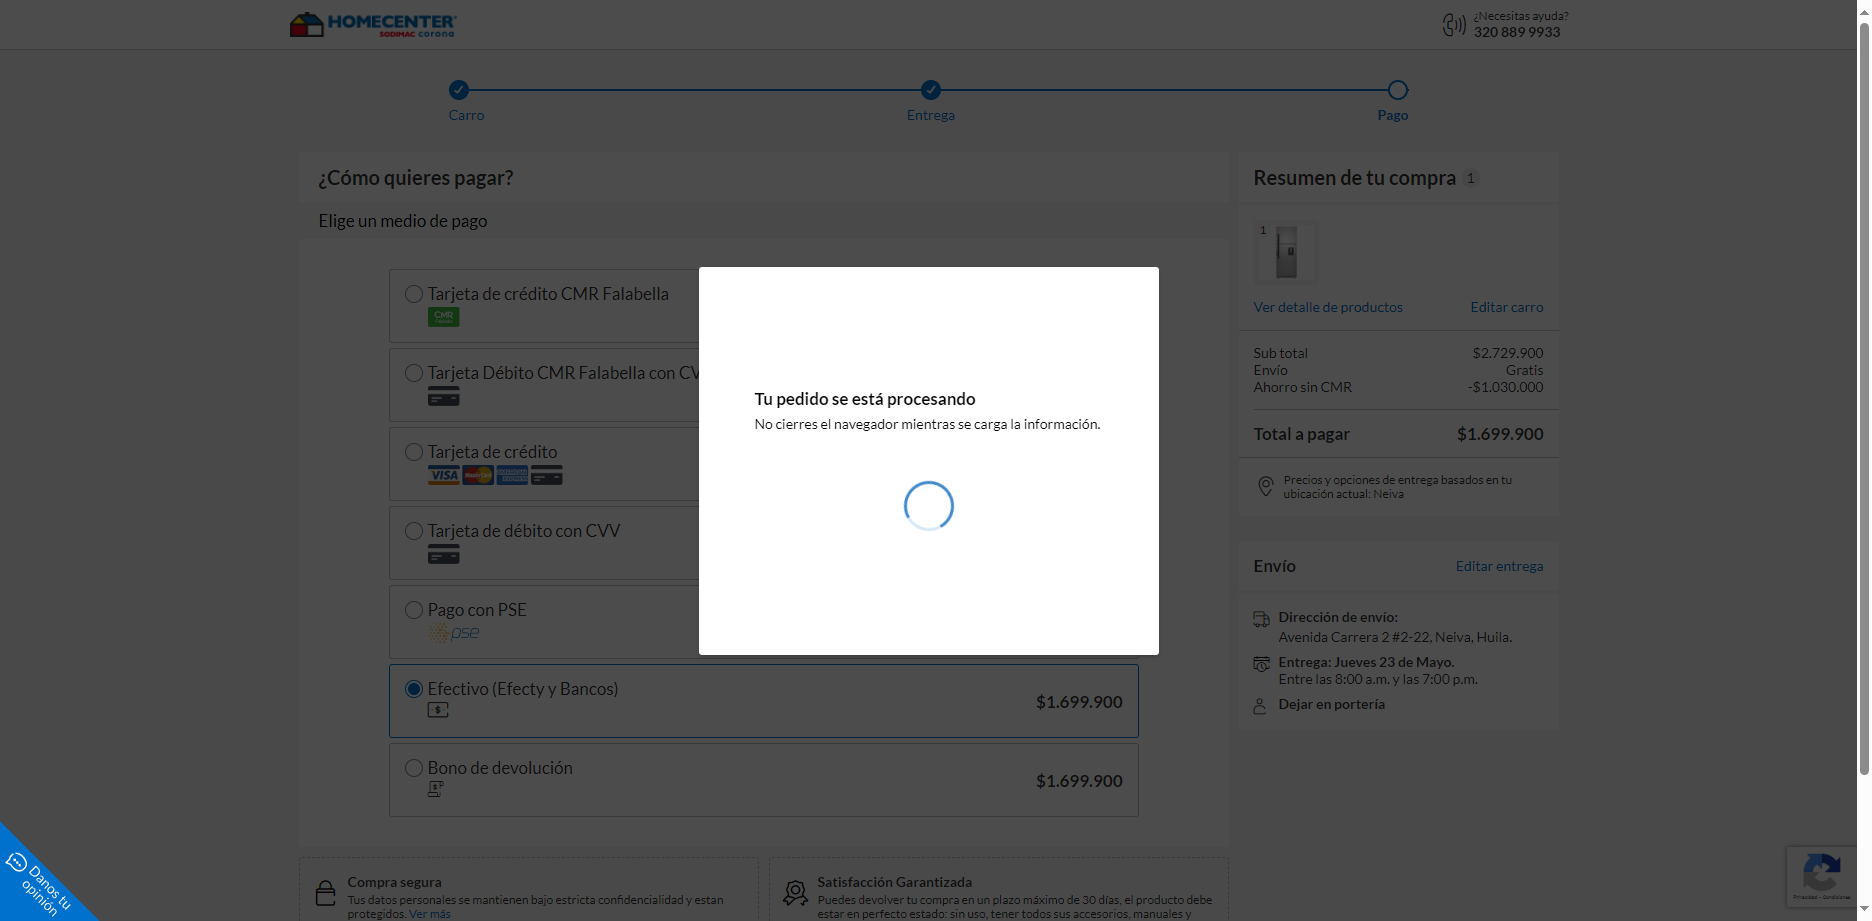 HOMECENTER
SODIMAC corona
¿Necesitas ayuda?
320 889 9933
Carro
Entrega
Pago
¿Cómo quieres pagar?
Elige un medio de pago
Tarjeta de crédito CMR Falabella
CMR
Tarjeta Débito CMR Falabella con CV
Tarjeta de crédito
VISA
MasterCard
AMERICAN EXPRESS
Tarjeta de débito con CVV
Pago con PSE
pse
Efectivo (Efecty y Bancos)
$1.699.900
Bono de devolución
$1.699.900
Tu pedido se está procesando
No cierres el navegador mientras se carga la información.
Resumen de tu compra 1
1
Ver detalle de productos
Editar carro
Sub total $2.729.900
Envío Gratis
Ahorro sin CMR -$1.030.000
Total a pagar $1.699.900
Precios y opciones de entrega basados en tu
ubicación actual: Neiva
Envío
Editar entrega
Dirección de envío:
Avenida Carrera 2 #2-22, Neiva, Huila.
Entrega: Jueves 23 de Mayo.
Entre las 8:00 a.m. y las 7:00 p.m.
Dejar en portería
Compra segura
Tus datos personales se mantienen bajo estricta confidencialidad y estan
protegidos. Ver más
Satisfacción Garantizada
Puedes devolver tu compra en un plazo máximo de 30 días, el producto debe
estar en perfecto estado: sin uso, tener todos sus accesorios, manuales y
Danos tu
opinión
Privacidad - Condiciones